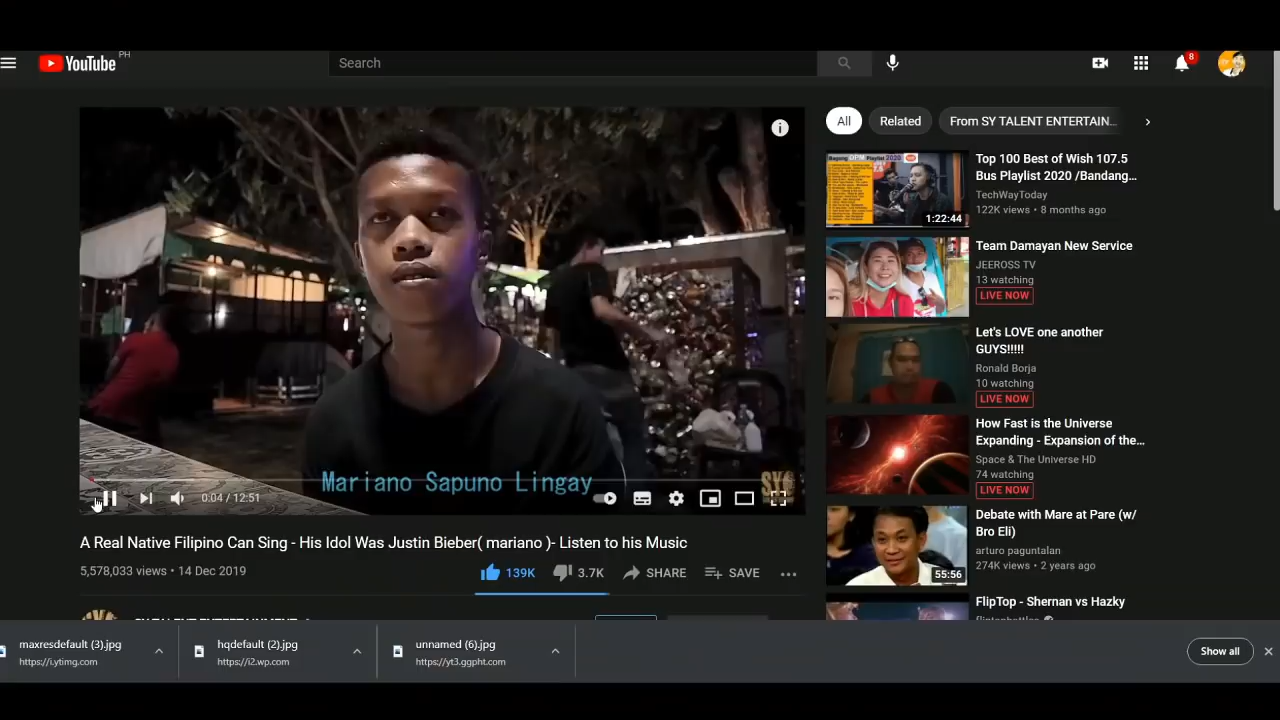 YouTube PH
Search
8
All
Related
From SY TALENT ENTERTAIN...
Mariano Sapuno Lingay
0:04 / 12:51
A Real Native Filipino Can Sing - His Idol Was Justin Bieber( mariano )- Listen to his Music
5,578,033 views • 14 Dec 2019
139K
3.7K
SHARE
SAVE
1:22:44
Top 100 Best of Wish 107.5
Bus Playlist 2020 /Bandang...
TechWayToday
122K views • 8 months ago
Team Damayan New Service
JEEROSS TV
13 watching
LIVE NOW
Let's LOVE one another
GUYS!!!!!
Ronald Borja
10 watching
LIVE NOW
How Fast is the Universe
Expanding - Expansion of the...
Space & The Universe HD
74 watching
LIVE NOW
55:56
Debate with Mare at Pare (w/
Bro Eli)
arturo paguntalan
274K views • 2 years ago
FlipTop - Shernan vs Hazky
maxresdefault (3).jpg
https://i.ytimg.com
hqdefault (2).jpg
https://i2.wp.com
unnamed (6).jpg
https://yt3.ggpht.com
Show all